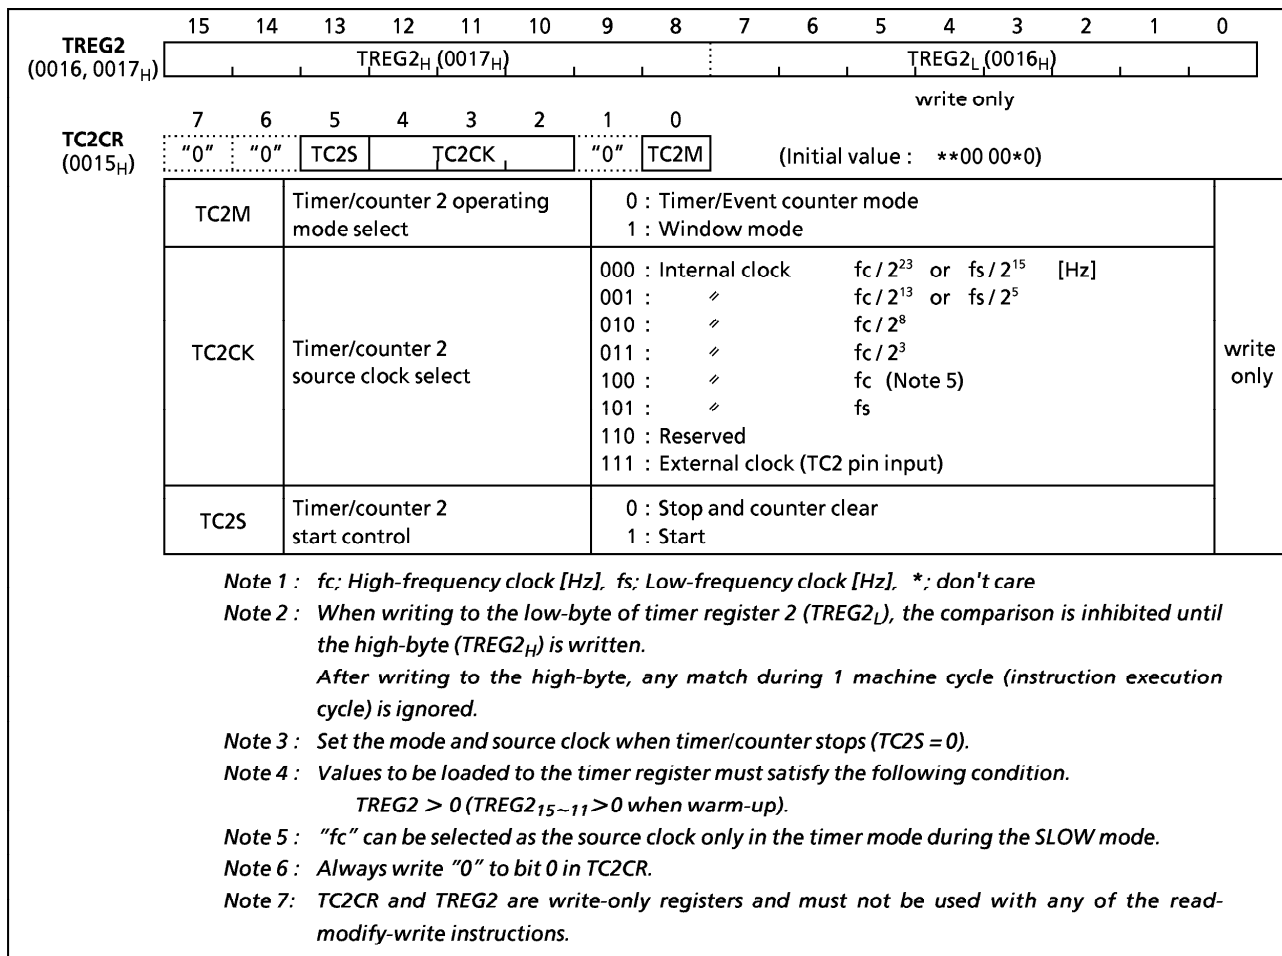 15 14 13 12 11 10 9 8 7 6 5 4 3 2 1 0
TREG2
(0016, 0017H)
TREG2H (0017H) TREG2L (0016H)
write only
7 6 5 4 3 2 1 0
TC2CR
(0015H)
"0" "0" TC2S TC2CK "0" TC2M (Initial value : **00 00*0)
TC2M
Timer/counter 2 operating
mode select
0 : Timer/Event counter mode
1 : Window mode
TC2CK
Timer/counter 2
source clock select
000 : Internal clock fc / 2²³ or fs / 2¹⁵ [Hz]
001 : 〃 fc / 2¹³ or fs / 2⁵
010 : 〃 fc / 2⁸
011 : 〃 fc / 2³
100 : 〃 fc (Note 5)
101 : 〃 fs
110 : Reserved
111 : External clock (TC2 pin input)
write
only
TC2S
Timer/counter 2
start control
0 : Stop and counter clear
1 : Start
Note 1 : fc; High-frequency clock [Hz], fs; Low-frequency clock [Hz], *; don't care
Note 2 : When writing to the low-byte of timer register 2 (TREG2L), the comparison is inhibited until
the high-byte (TREG2H) is written.
After writing to the high-byte, any match during 1 machine cycle (instruction execution
cycle) is ignored.
Note 3 : Set the mode and source clock when timer/counter stops (TC2S = 0).
Note 4 : Values to be loaded to the timer register must satisfy the following condition.
TREG2 > 0 (TREG215~11 > 0 when warm-up).
Note 5 : "fc" can be selected as the source clock only in the timer mode during the SLOW mode.
Note 6 : Always write "0" to bit 0 in TC2CR.
Note 7: TC2CR and TREG2 are write-only registers and must not be used with any of the read-
modify-write instructions.